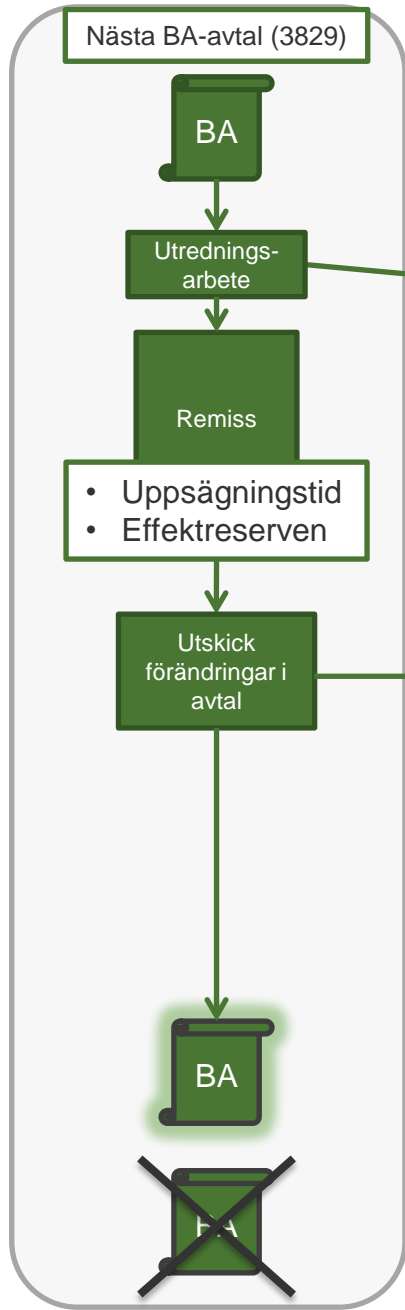 Nästa BA-avtal (3829)
BA
Utrednings-
arbete
Remiss
• Uppsägningstid
• Effektreserven
Utskick
förändringar i
avtal
BA
BA